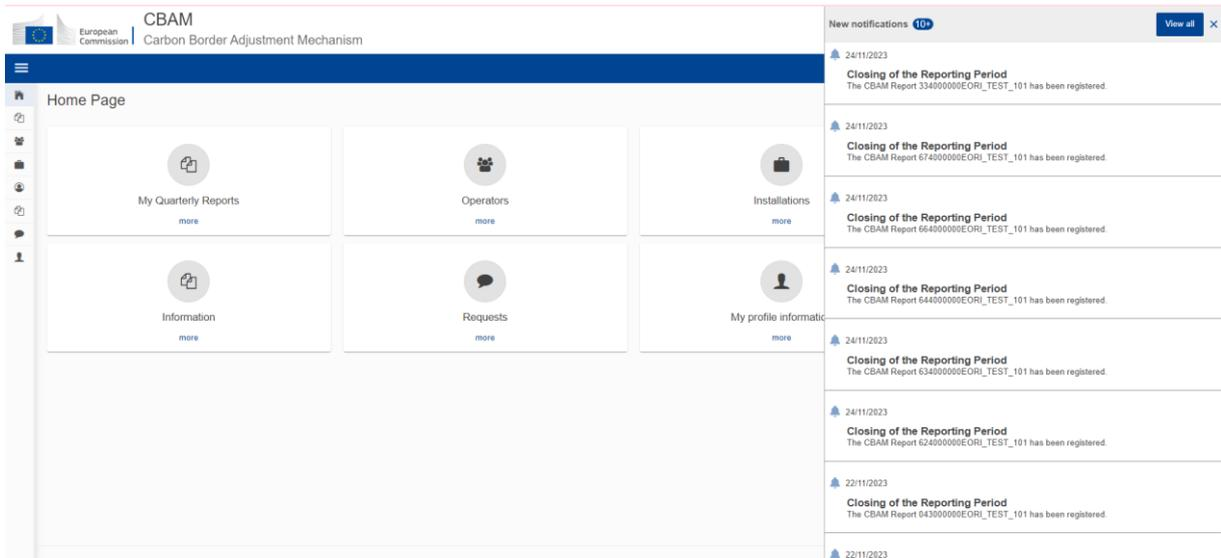 European
Commission
CBAM
Carbon Border Adjustment Mechanism
Home Page
My Quarterly Reports
more
Operators
more
Installations
more
Information
more
Requests
more
My profile informatio
more
New notifications 10+
View all
24/11/2023
Closing of the Reporting Period
The CBAM Report 334000000EORI_TEST_101 has been registered.
24/11/2023
Closing of the Reporting Period
The CBAM Report 674000000EORI_TEST_101 has been registered.
24/11/2023
Closing of the Reporting Period
The CBAM Report 664000000EORI_TEST_101 has been registered.
24/11/2023
Closing of the Reporting Period
The CBAM Report 644000000EORI_TEST_101 has been registered.
24/11/2023
Closing of the Reporting Period
The CBAM Report 634000000EORI_TEST_101 has been registered.
24/11/2023
Closing of the Reporting Period
The CBAM Report 624000000EORI_TEST_101 has been registered.
22/11/2023
Closing of the Reporting Period
The CBAM Report 043000000EORI_TEST_101 has been registered.
22/11/2023